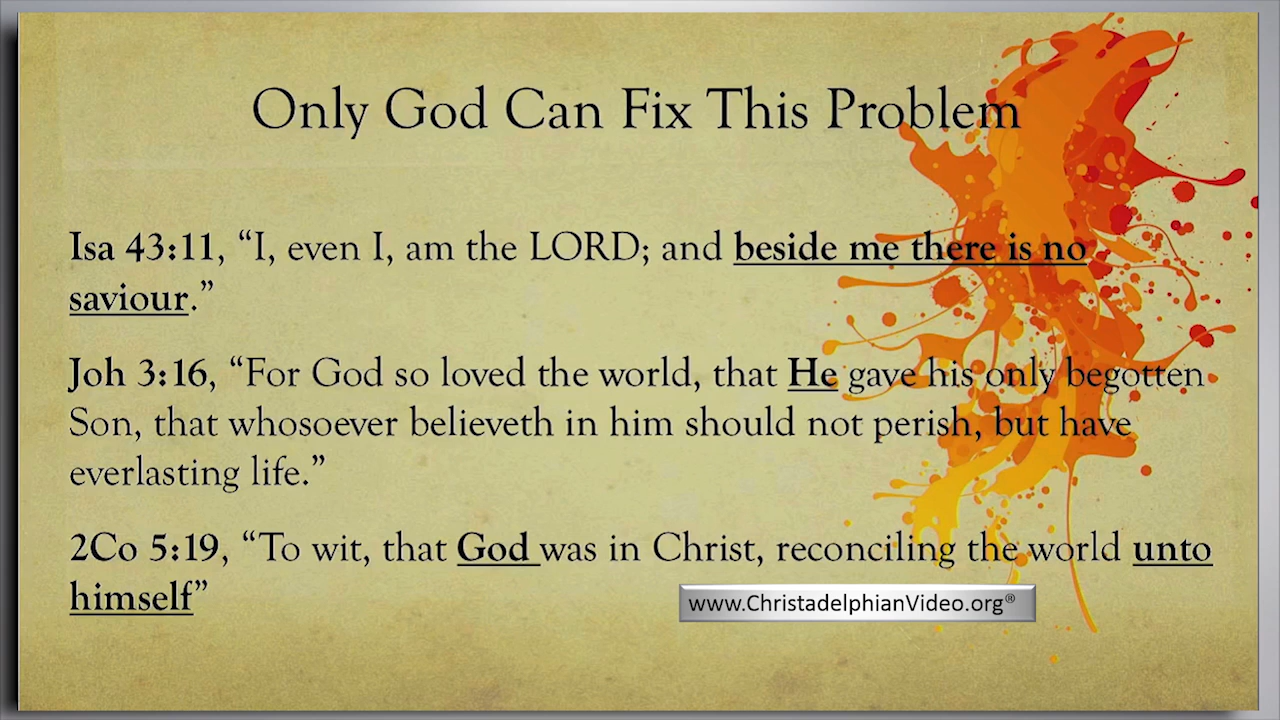 Only God Can Fix This Problem
Isa 43:11, “I, even I, am the LORD; and beside me there is no
saviour.”
Joh 3:16, “For God so loved the world, that He gave his only begotten
Son, that whosoever believeth in him should not perish, but have
everlasting life.”
2Co 5:19, “To wit, that God was in Christ, reconciling the world unto
himself”
www.ChristadelphianVideo.org®